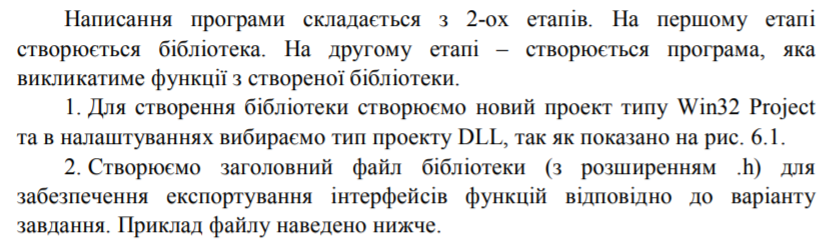 Написання програми складається з 2-ох етапів. На першому етапі
створюється бібліотека. На другому етапі – створюється програма, яка
викликатиме функції з створеної бібліотеки.
1. Для створення бібліотеки створюємо новий проект типу Win32 Project
та в налаштуваннях вибираємо тип проекту DLL, так як показано на рис. 6.1.
2. Створюємо заголовний файл бібліотеки (з розширенням .h) для
забезпечення експортування інтерфейсів функцій відповідно до варіанту
завдання. Приклад файлу наведено нижче.